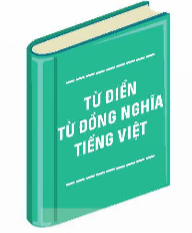 TỪ ĐIỂN
TỪ ĐỒNG NGHĨA
TIẾNG VIỆT